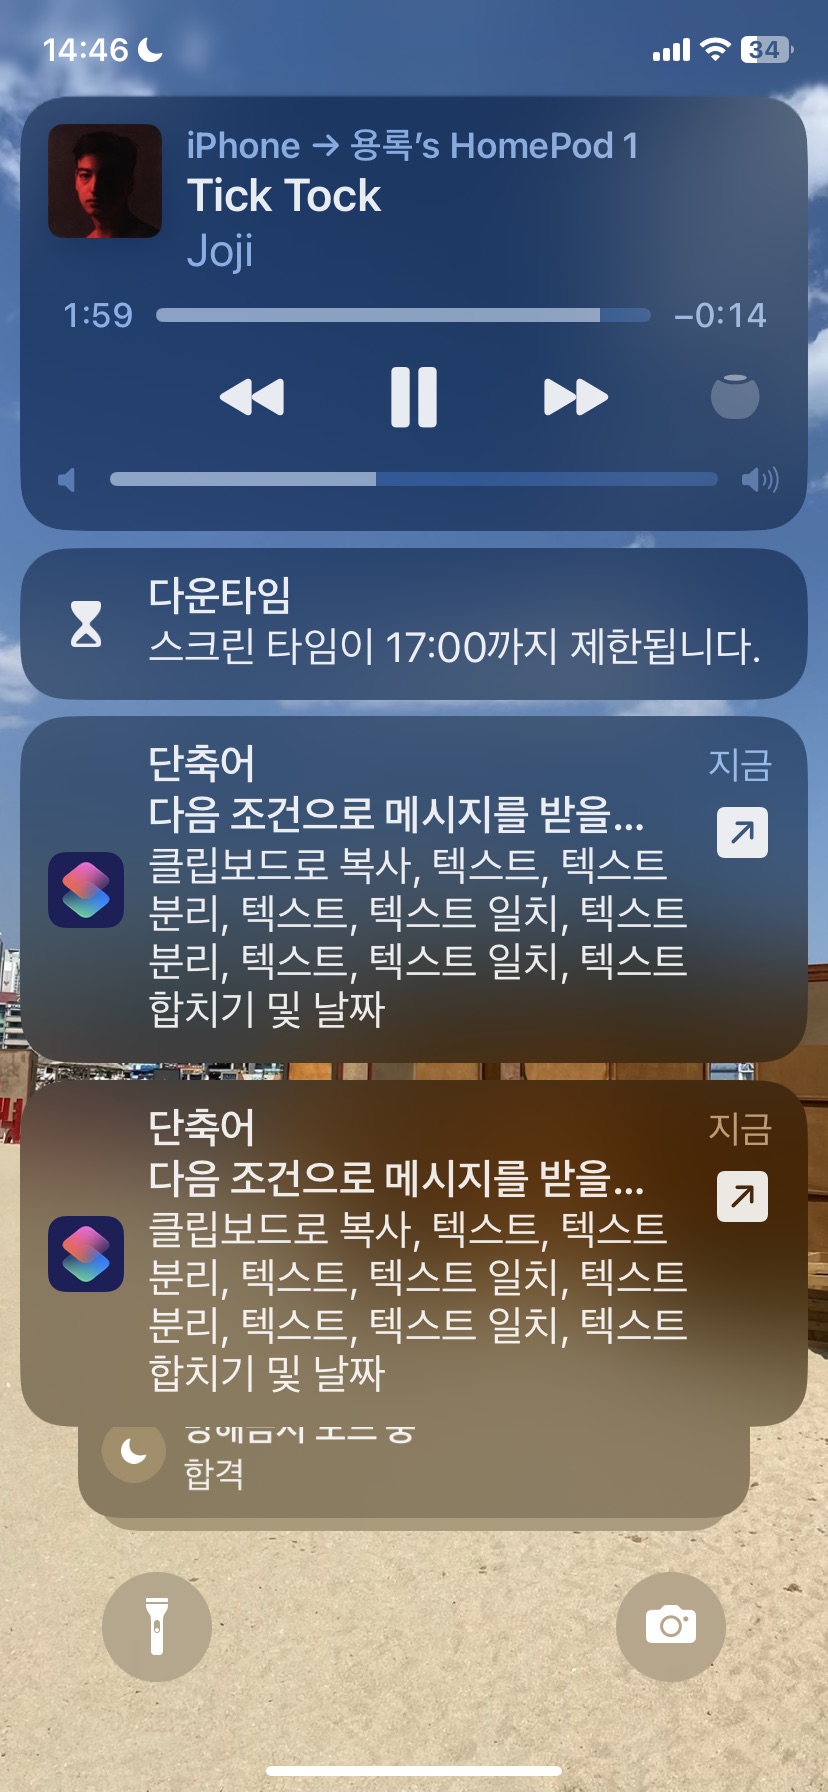 14:46
34
iPhone → 용록’s HomePod 1
Tick Tock
Joji
1:59
–0:14
다운타임
스크린 타임이 17:00까지 제한됩니다.
단축어
지금
다음 조건으로 메시지를 받을...
클립보드로 복사, 텍스트, 텍스트
분리, 텍스트, 텍스트 일치, 텍스트
분리, 텍스트, 텍스트 일치, 텍스트
합치기 및 날짜
단축어
지금
다음 조건으로 메시지를 받을...
클립보드로 복사, 텍스트, 텍스트
분리, 텍스트, 텍스트 일치, 텍스트
분리, 텍스트, 텍스트 일치, 텍스트
합치기 및 날짜
방해금지 모드 중
합격